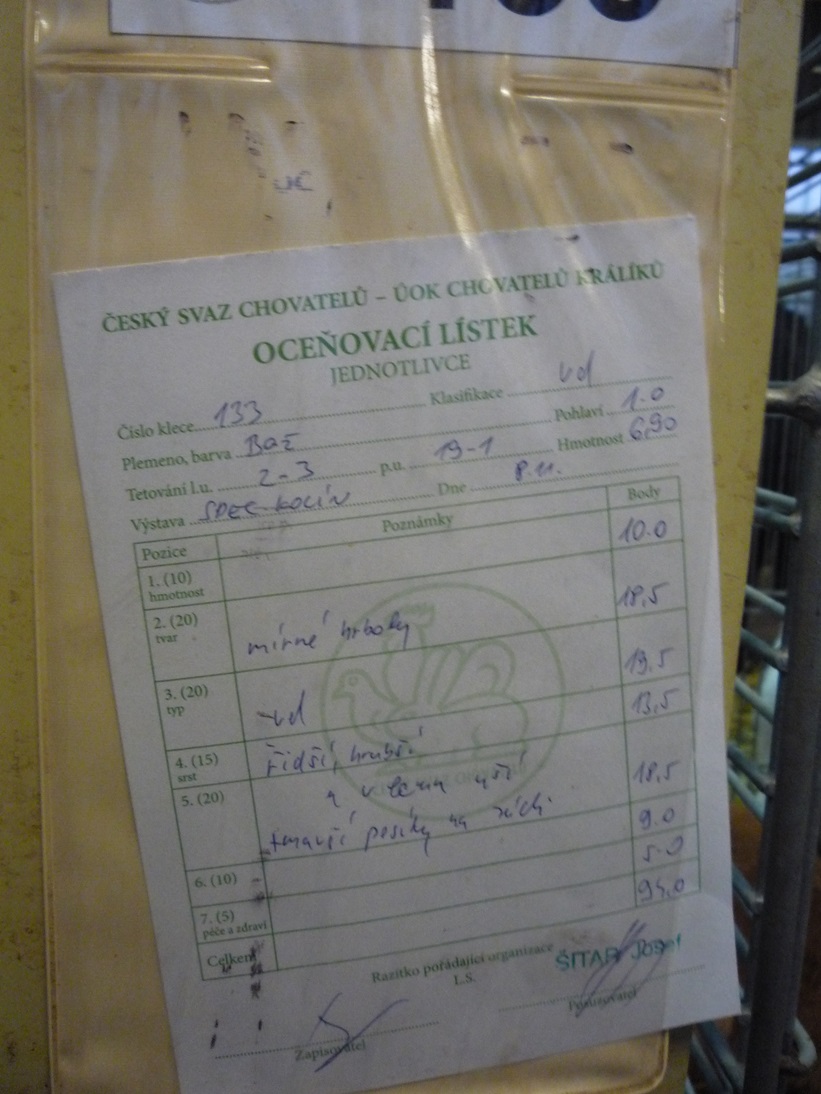 ČESKÝ SVAZ CHOVATELŮ – ÚOK CHOVATELŮ KRÁLÍKŮ
OCEŇOVACÍ LÍSTEK
JEDNOTLIVCE
Číslo klece 133 Klasifikace vd
Plemeno, barva Pohlaví 1-0
Tetování l.u. 2-3 p.u. 19-1 Hmotnost 6,90
Výstava SPEC KOLÍN Dne 8.11.
Pozice Poznámky Body
1. (10) hmotnost 10.0
2. (20) tvar mírné hrboly 18,5
3. (20) typ vd 19.5
4. (15) srst řidší, hrubší 13,5
5. (20) 18,5
tmavší pesíky na
6. (10) - 9.0
7. (5) péče a zdraví 5.0
Celkem 94.0
Razítko pořádající organizace ŠITAR Josef
L.S.
Zapisovatel Posuzovatel